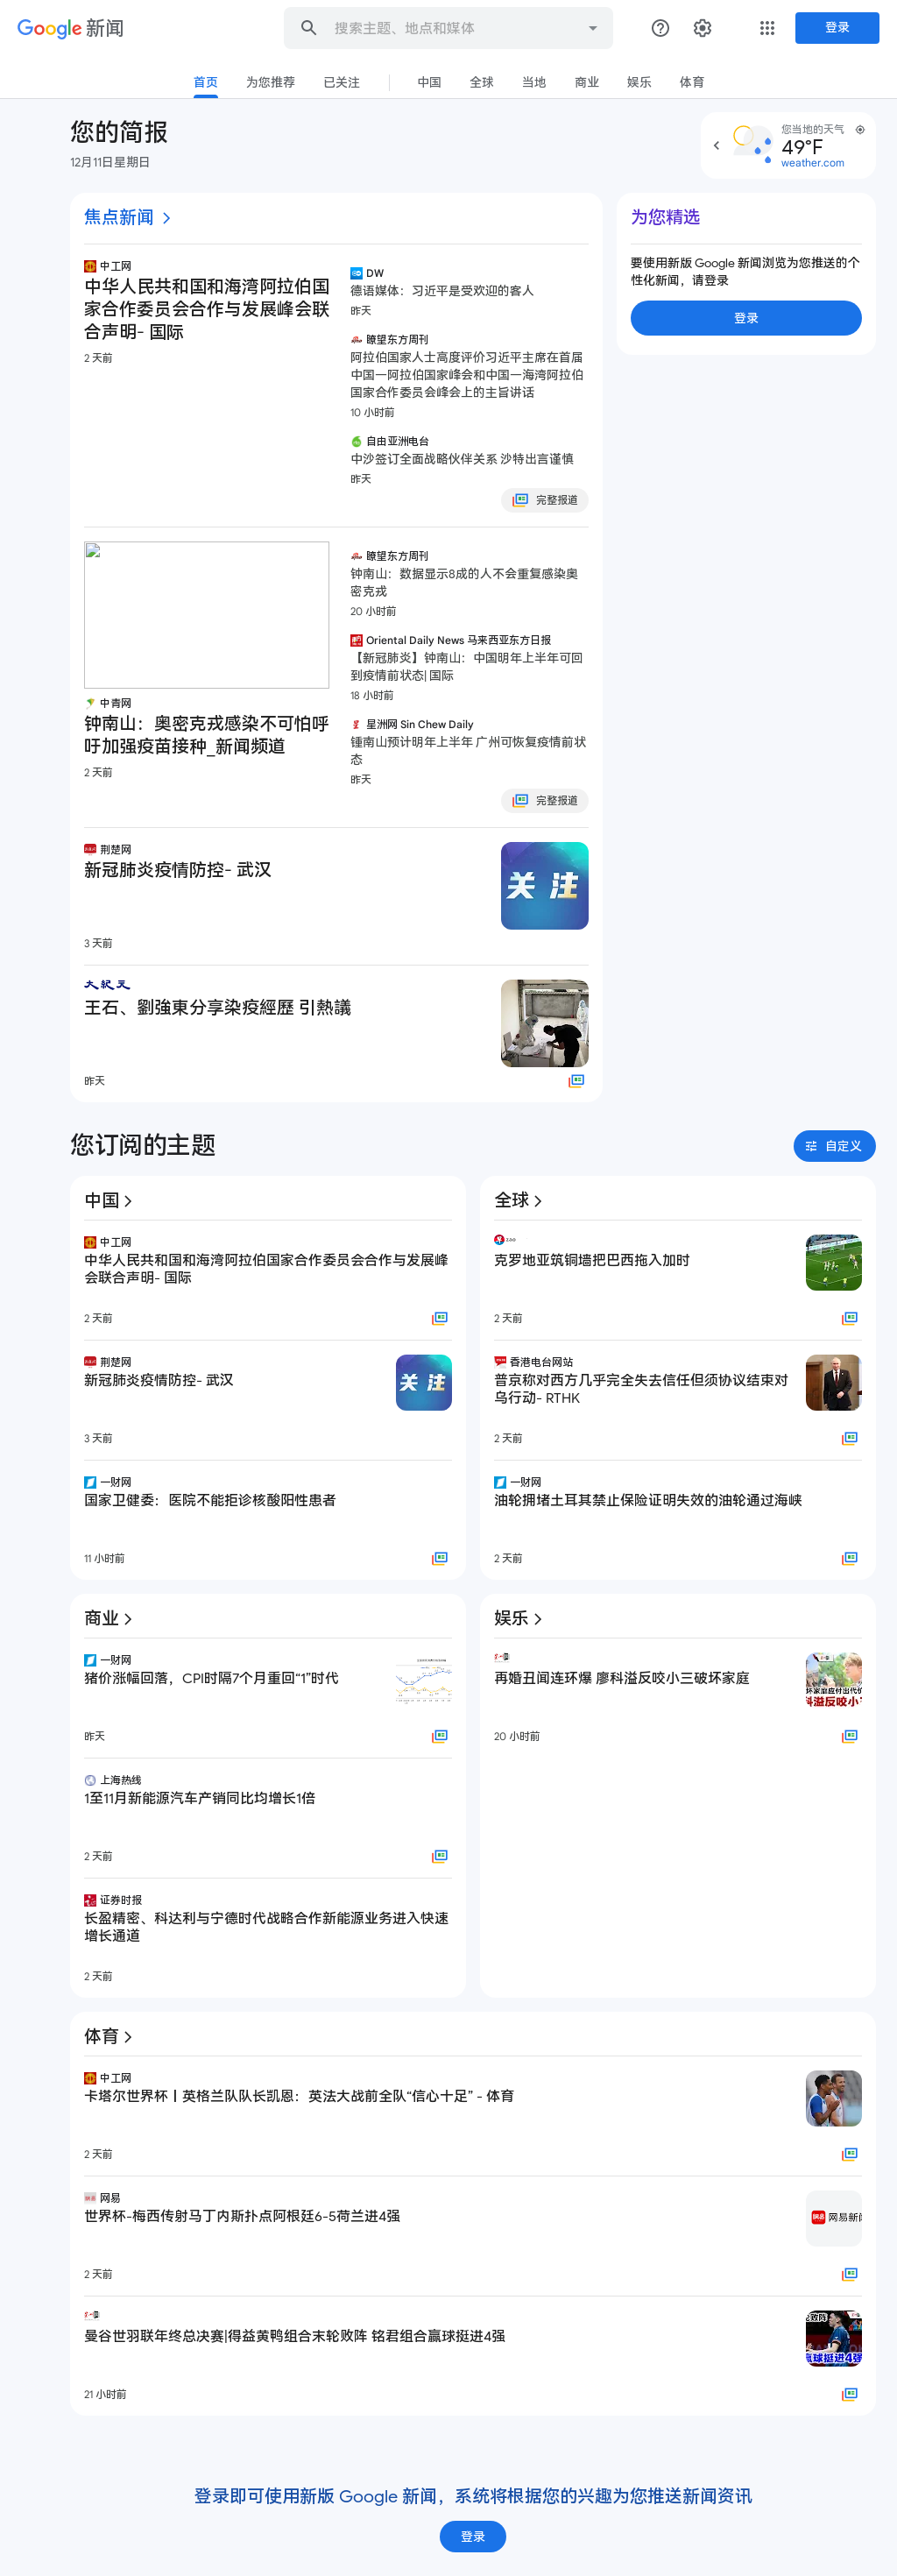 Google 新闻
搜索主题、地点和媒体
登录
首页 为您推荐 已关注 中国 全球 当地 商业 娱乐 体育
您的简报
12月11日星期日
您当地的天气
49°F
weather.com
焦点新闻
中工网
中华人民共和国和海湾阿拉伯国
家合作委员会合作与发展峰会联
合声明- 国际
2 天前
DW
德语媒体：习近平是受欢迎的客人
昨天
瞭望东方周刊
阿拉伯国家人士高度评价习近平主席在首届
中国—阿拉伯国家峰会和中国—海湾阿拉伯
国家合作委员会峰会上的主旨讲话
10 小时前
自由亚洲电台
中沙签订全面战略伙伴关系 沙特出言谨慎
昨天
完整报道
为您精选
要使用新版 Google 新闻浏览为您推送的个
性化新闻，请登录
登录
中青网
钟南山：奥密克戎感染不可怕呼
吁加强疫苗接种_新闻频道
2 天前
瞭望东方周刊
钟南山：数据显示8成的人不会重复感染奥
密克戎
20 小时前
Oriental Daily News 马来西亚东方日报
【新冠肺炎】钟南山：中国明年上半年可回
到疫情前状态| 国际
18 小时前
星洲网 Sin Chew Daily
锺南山预计明年上半年 广州可恢复疫情前状
态
昨天
完整报道
荆楚网
新冠肺炎疫情防控- 武汉
3 天前
关注
大紀元
王石、劉強東分享染疫經歷 引熱議
昨天
您订阅的主题
自定义
中国
中工网
中华人民共和国和海湾阿拉伯国家合作委员会合作与发展峰
会联合声明- 国际
2 天前
荆楚网
新冠肺炎疫情防控- 武汉
3 天前
关注
一财网
国家卫健委：医院不能拒诊核酸阳性患者
11 小时前
全球
克罗地亚筑铜墙把巴西拖入加时
2 天前
香港电台网站
普京称对西方几乎完全失去信任但须协议结束对
乌行动- RTHK
2 天前
一财网
油轮拥堵土耳其禁止保险证明失效的油轮通过海峡
2 天前
商业
一财网
猪价涨幅回落，CPI时隔7个月重回“1”时代
昨天
上海热线
1至11月新能源汽车产销同比均增长1倍
2 天前
证券时报
长盈精密、科达利与宁德时代战略合作新能源业务进入快速
增长通道
2 天前
娱乐
再婚丑闻连环爆 廖科溢反咬小三破坏家庭
20 小时前
体育
中工网
卡塔尔世界杯丨英格兰队队长凯恩：英法大战前全队“信心十足” - 体育
2 天前
网易
世界杯-梅西传射马丁内斯扑点阿根廷6-5荷兰进4强
2 天前
曼谷世羽联年终总决赛|得益黄鸭组合末轮败阵 铭君组合赢球挺进4强
21 小时前
登录即可使用新版 Google 新闻，系统将根据您的兴趣为您推送新闻资讯
登录